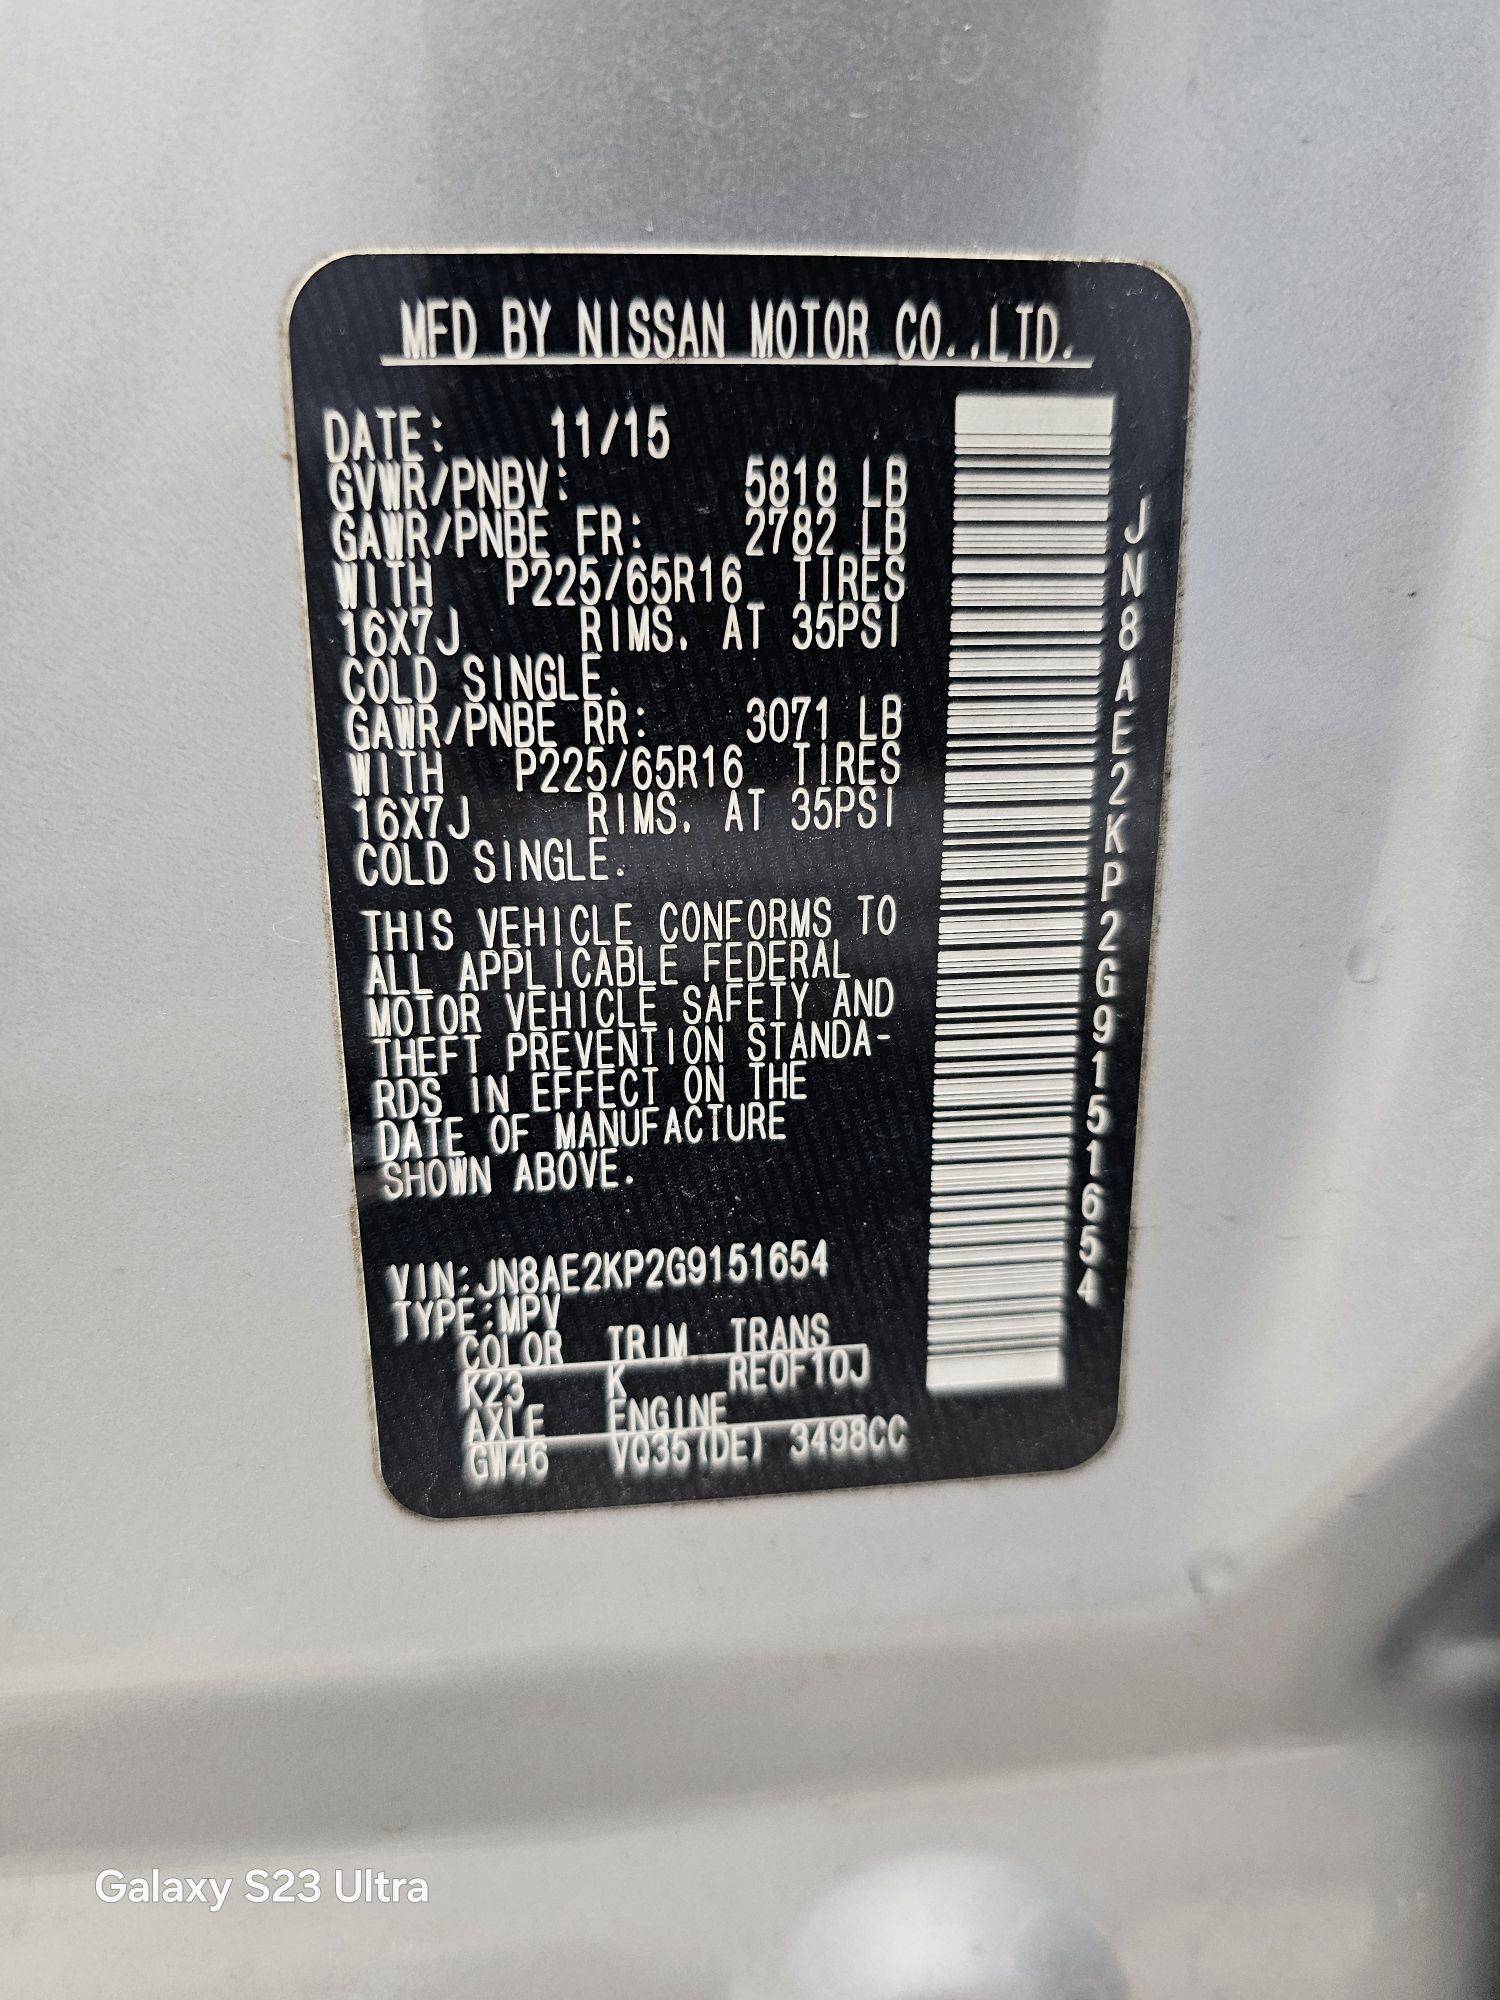 MFD BY NISSAN MOTOR CO.,LTD.
DATE: 11/15
GVWR/PNBV: 5818 LB
GAWR/PNBE FR: 2782 LB
WITH P225/65R16 TIRES
16X7J RIMS. AT 35PSI
COLD SINGLE.
GAWR/PNBE RR: 3071 LB
WITH P225/65R16 TIRES
16X7J RIMS. AT 35PSI
COLD SINGLE.
THIS VEHICLE CONFORMS TO
ALL APPLICABLE FEDERAL
MOTOR VEHICLE SAFETY AND
THEFT PREVENTION STANDA-
RDS IN EFFECT ON THE
DATE OF MANUFACTURE
SHOWN ABOVE.
VIN:JN8AE2KP2G9151654
TYPE:MPV
COLOR TRIM TRANS
K23 K RE0F10J
AXLE ENGINE
GW46 VQ35(DE) 3498CC
JN8AE2KP2G9151654
Galaxy S23 Ultra